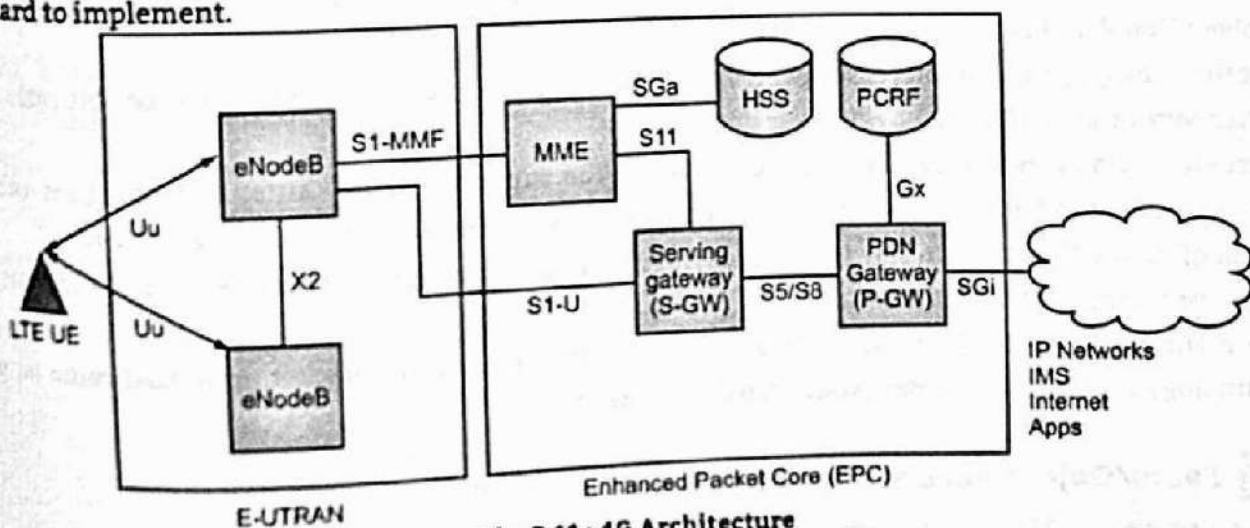 ard to implement.
eNodeB
S1-MMF
MME
SGa
HSS
PCRF
S11
Gx
Uu
X2
Serving
gateway
(S-GW)
S5/S8
PDN
Gateway
(P-GW)
SGi
LTE UE
Uu
S1-U
eNodeB
IP Networks
IMS
Internet
Apps
Enhanced Packet Core (EPC)
E-UTRAN
4G Architecture